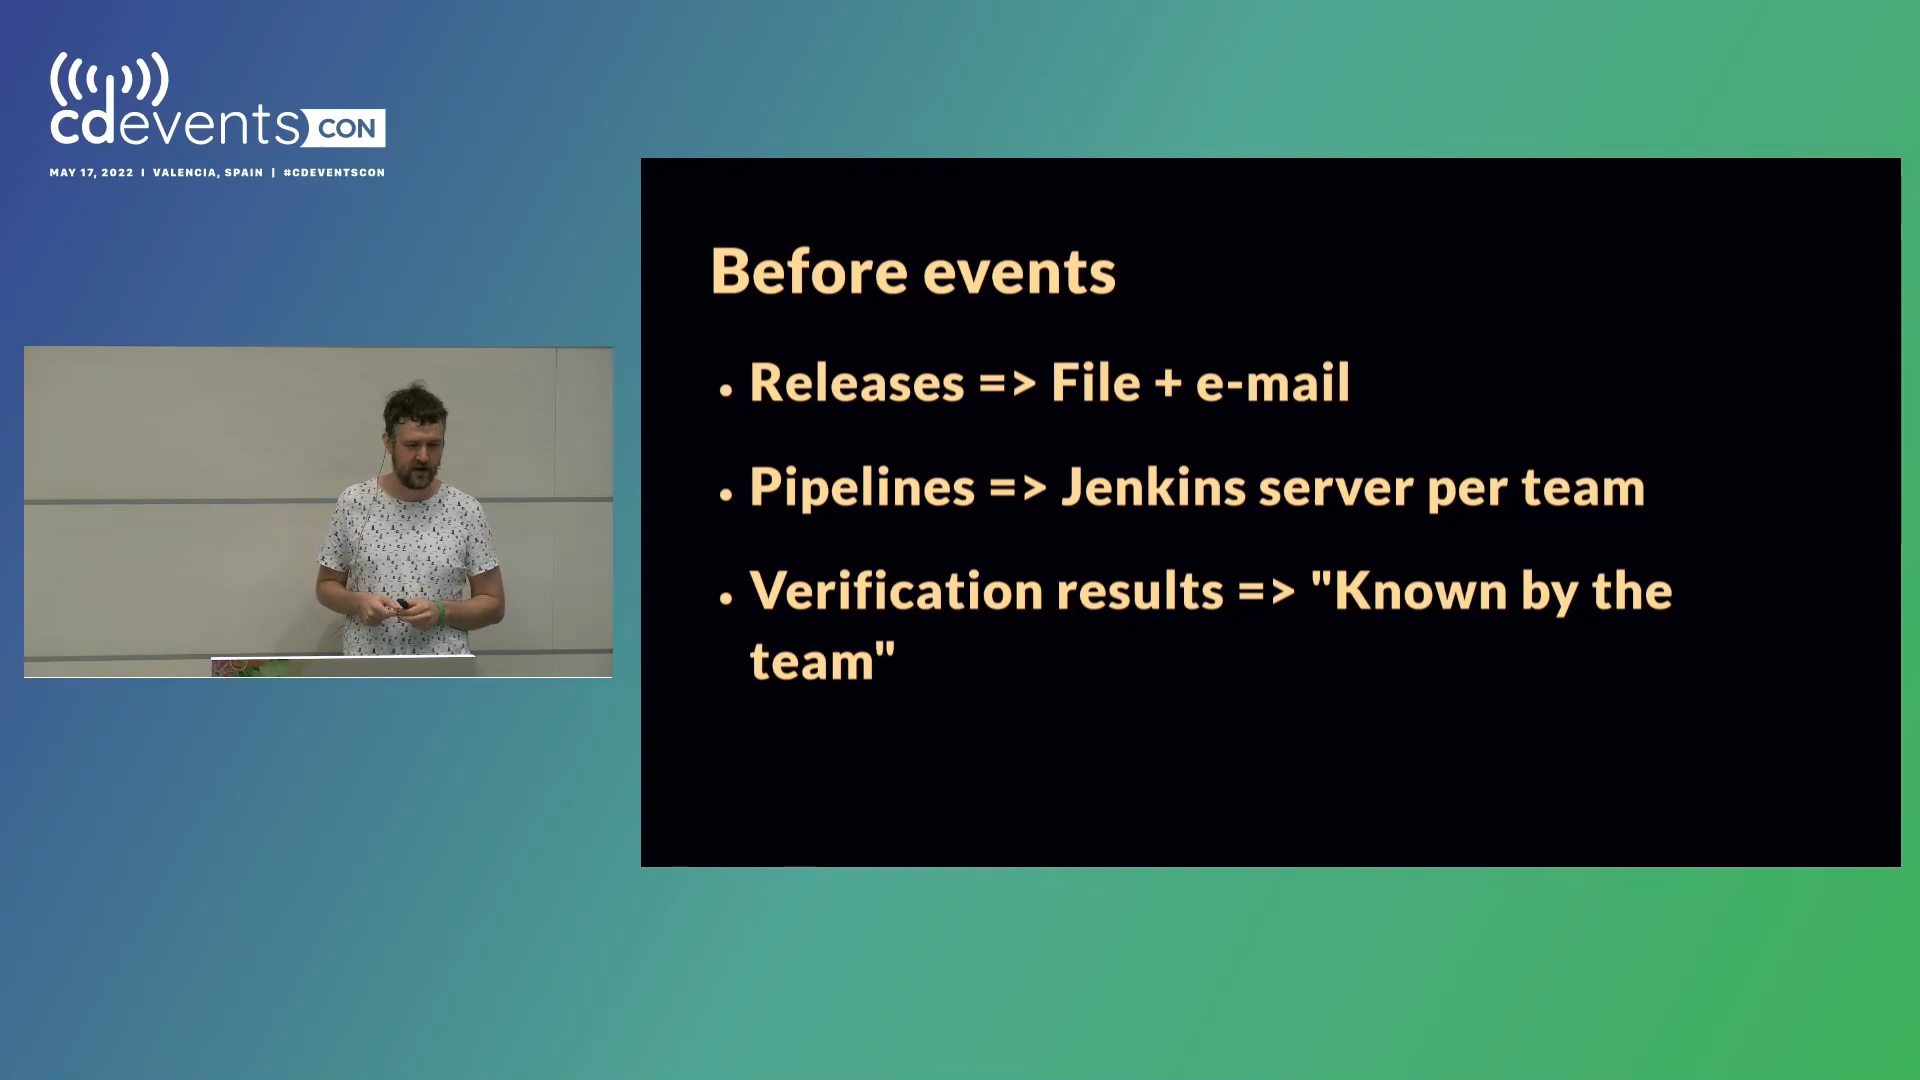 cdevents CON
MAY 17, 2022 | VALENCIA, SPAIN | #CDEVENTSCON
Before events
• Releases => File + e-mail
• Pipelines => Jenkins server per team
• Verification results => "Known by the
team"